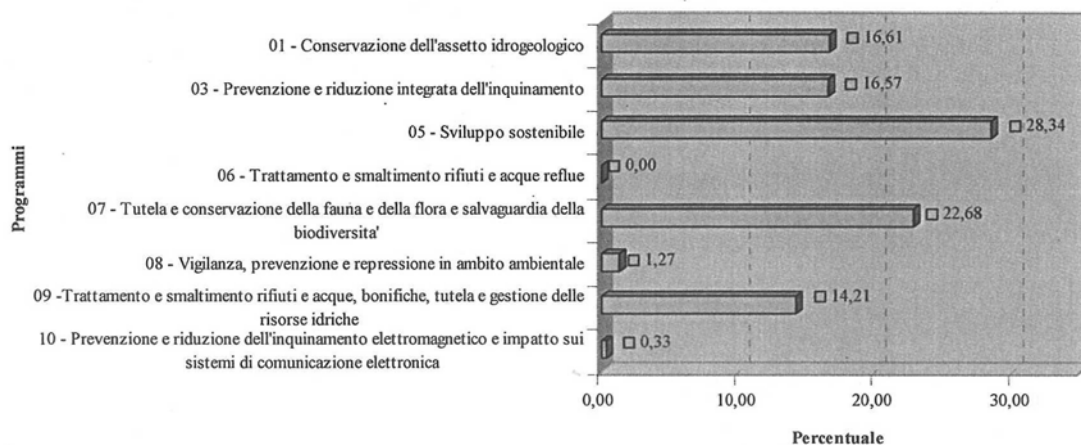 01 - Conservazione dell'assetto idrogeologico
16,61
03 - Prevenzione e riduzione integrata dell'inquinamento
16,57
05 - Sviluppo sostenibile
28,34
06 - Trattamento e smaltimento rifiuti e acque reflue
0,00
07 - Tutela e conservazione della fauna e della flora e salvaguardia della
biodiversita'
22,68
08 - Vigilanza, prevenzione e repressione in ambito ambientale
1,27
09 -Trattamento e smaltimento rifiuti e acque, bonifiche, tutela e gestione delle
risorse idriche
14,21
10 - Prevenzione e riduzione dell'inquinamento elettromagnetico e impatto sui
sistemi di comunicazione elettronica
0,33
Programmi
0,00 10,00 20,00 30,00
Percentuale